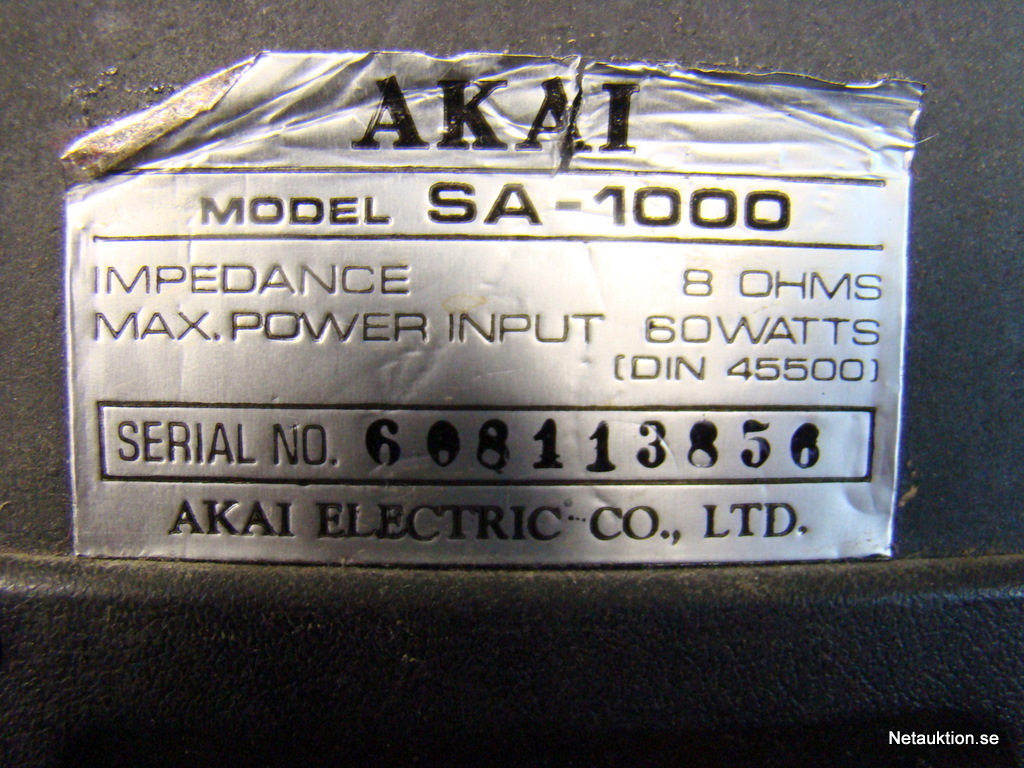 AKAI
MODEL SA-1000
IMPEDANCE 8 OHMS
MAX. POWER INPUT 60WATTS
(DIN 45500)
SERIAL NO. 608113856
AKAI ELECTRIC CO., LTD.
Netauktion.se